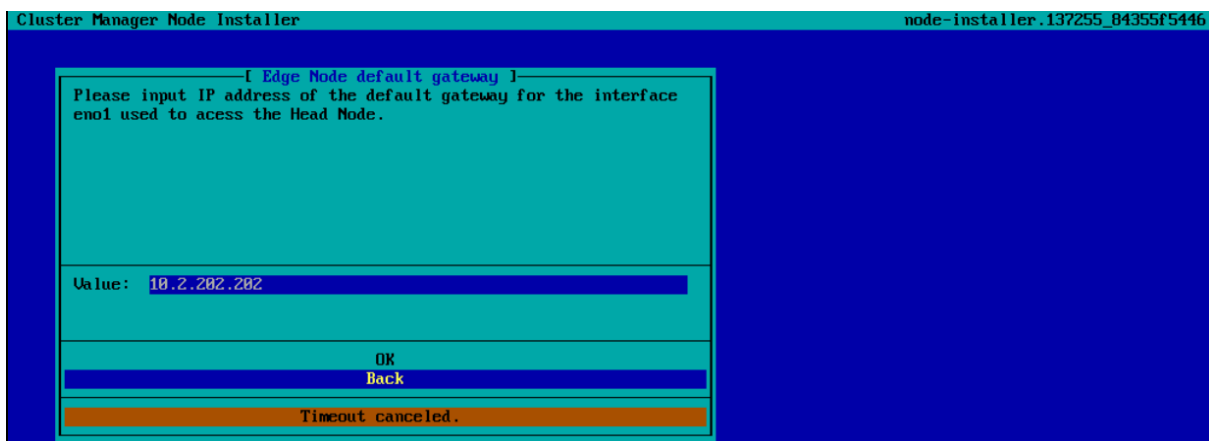 Cluster Manager Node Installer
node-installer.137255_84355f5446
[ Edge Node default gateway ]
Please input IP address of the default gateway for the interface
eno1 used to acess the Head Node.
Value: 10.2.202.202
OK
Back
Timeout canceled.